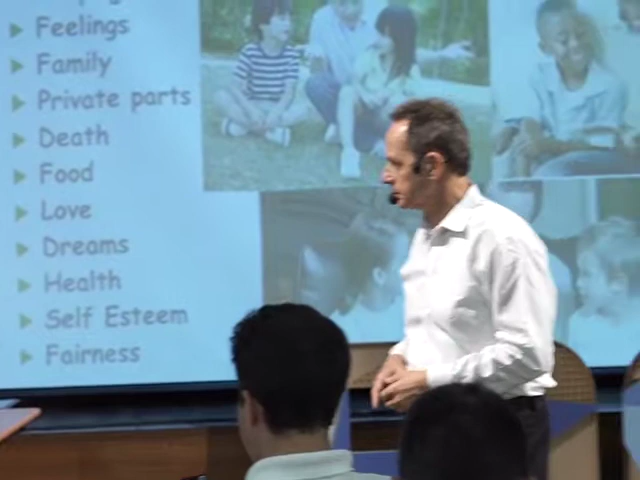 Feelings
Family
Private parts
Death
Food
Love
Dreams
Health
Self Esteem
Fairness